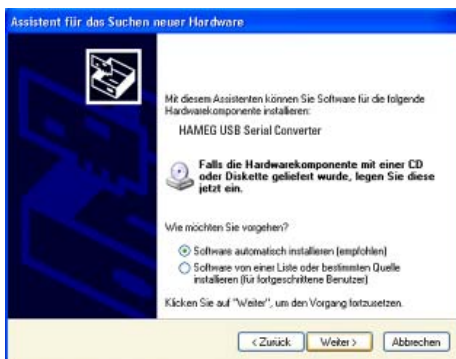 Assistent für das Suchen neuer Hardware
Mit diesem Assistenten können Sie Software für die folgende
Hardwarekomponente installieren:
HAMEG USB Serial Converter
Falls die Hardwarekomponente mit einer CD
oder Diskette geliefert wurde, legen Sie diese
jetzt ein.
Wie möchten Sie vorgehen?
Software automatisch installieren (empfohlen)
Software von einer Liste oder bestimmten Quelle
installieren (für fortgeschrittene Benutzer)
Klicken Sie auf "Weiter", um den Vorgang fortzusetzen.
< Zurück Weiter > Abbrechen